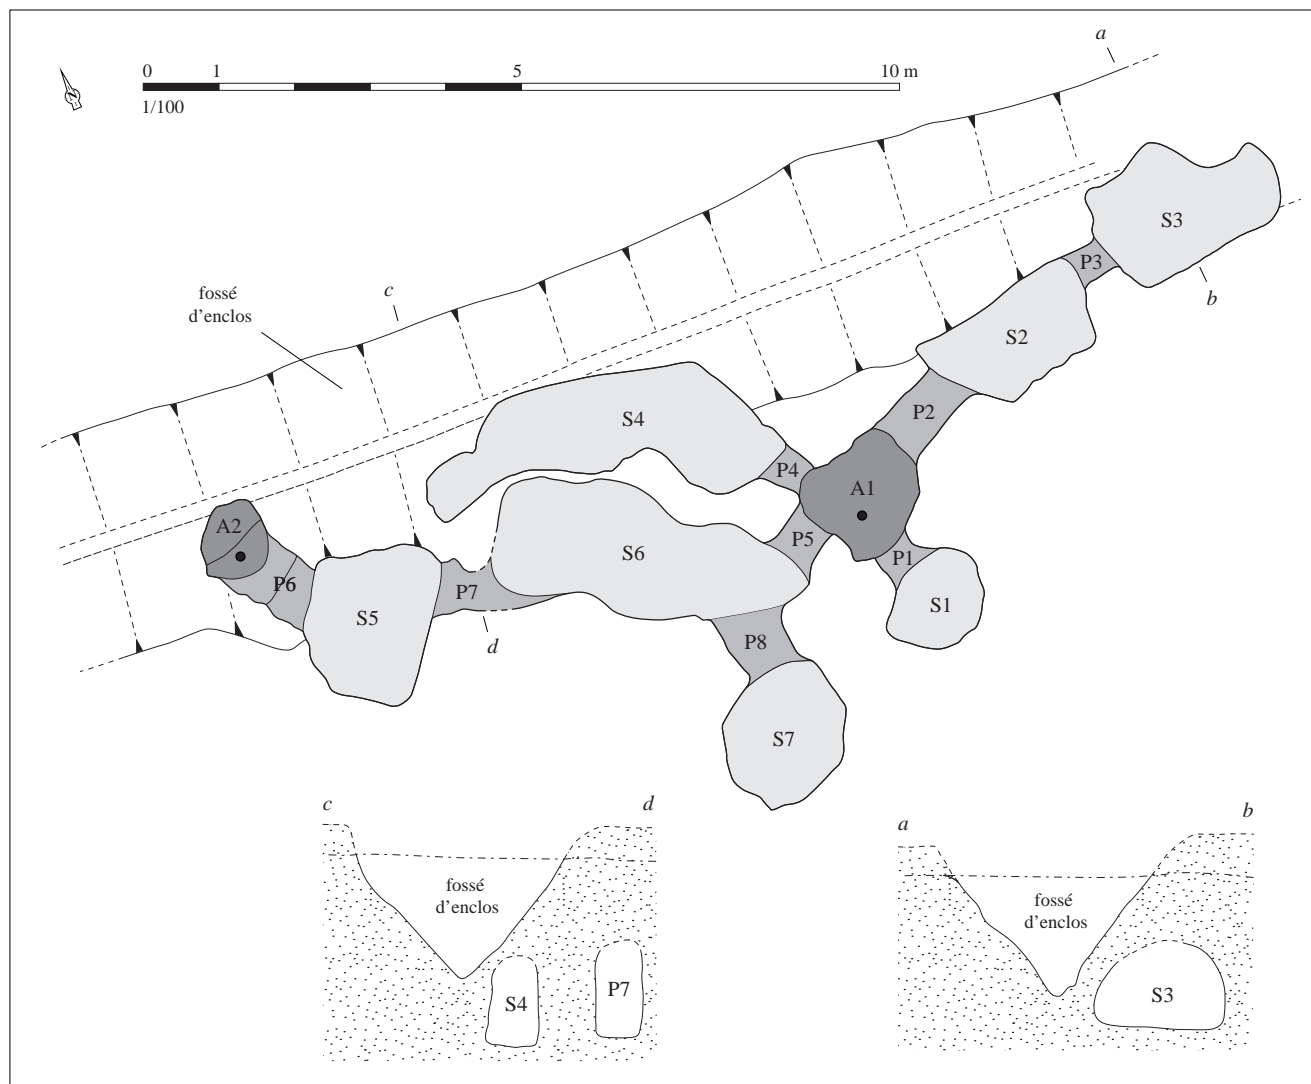 a
0 1 5 10 m
1/100
S3
P3
b
c
fossé
d'enclos
S2
P2
S4
P4
A1
A2
P5
P1
S6
P6
P7
S1
S5
d
P8
S7
c d
a b
fossé
d'enclos
fossé
d'enclos
S4
P7
S3